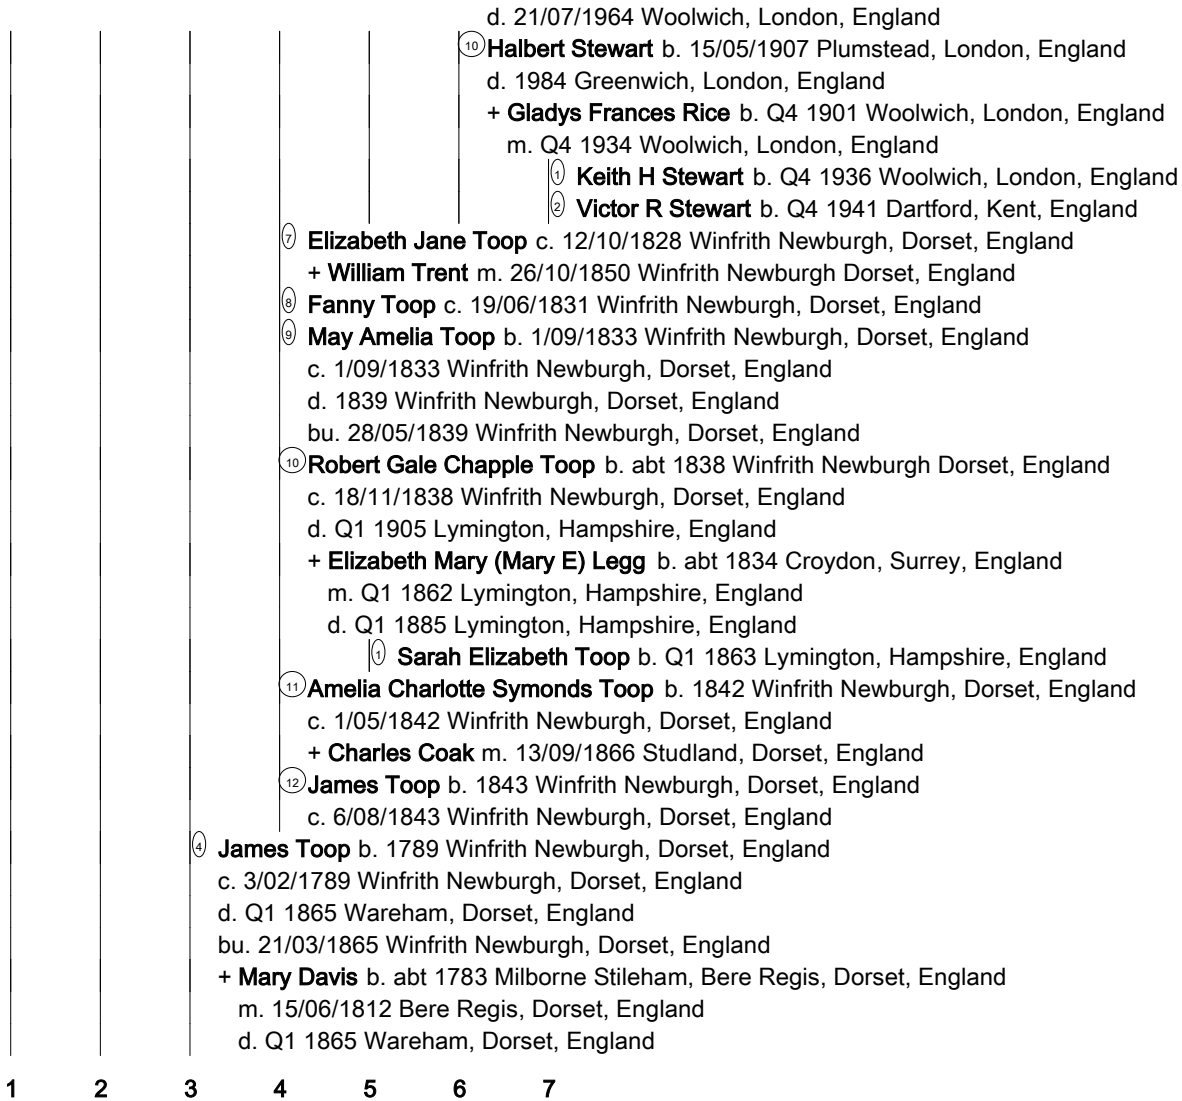 d. 21/07/1964 Woolwich, London, England
10 Halbert Stewart b. 15/05/1907 Plumstead, London, England
d. 1984 Greenwich, London, England
+ Gladys Frances Rice b. Q4 1901 Woolwich, London, England
m. Q4 1934 Woolwich, London, England
1 Keith H Stewart b. Q4 1936 Woolwich, London, England
2 Victor R Stewart b. Q4 1941 Dartford, Kent, England
7 Elizabeth Jane Toop c. 12/10/1828 Winfrith Newburgh, Dorset, England
+ William Trent m. 26/10/1850 Winfrith Newburgh Dorset, England
8 Fanny Toop c. 19/06/1831 Winfrith Newburgh, Dorset, England
9 May Amelia Toop b. 1/09/1833 Winfrith Newburgh, Dorset, England
c. 1/09/1833 Winfrith Newburgh, Dorset, England
d. 1839 Winfrith Newburgh, Dorset, England
bu. 28/05/1839 Winfrith Newburgh, Dorset, England
10 Robert Gale Chapple Toop b. abt 1838 Winfrith Newburgh Dorset, England
c. 18/11/1838 Winfrith Newburgh, Dorset, England
d. Q1 1905 Lymington, Hampshire, England
+ Elizabeth Mary (Mary E) Legg b. abt 1834 Croydon, Surrey, England
m. Q1 1862 Lymington, Hampshire, England
d. Q1 1885 Lymington, Hampshire, England
1 Sarah Elizabeth Toop b. Q1 1863 Lymington, Hampshire, England
11 Amelia Charlotte Symonds Toop b. 1842 Winfrith Newburgh, Dorset, England
c. 1/05/1842 Winfrith Newburgh, Dorset, England
+ Charles Coak m. 13/09/1866 Studland, Dorset, England
12 James Toop b. 1843 Winfrith Newburgh, Dorset, England
c. 6/08/1843 Winfrith Newburgh, Dorset, England
4 James Toop b. 1789 Winfrith Newburgh, Dorset, England
c. 3/02/1789 Winfrith Newburgh, Dorset, England
d. Q1 1865 Wareham, Dorset, England
bu. 21/03/1865 Winfrith Newburgh, Dorset, England
+ Mary Davis b. abt 1783 Milborne Stileham, Bere Regis, Dorset, England
m. 15/06/1812 Bere Regis, Dorset, England
d. Q1 1865 Wareham, Dorset, England
1 2 3 4 5 6 7